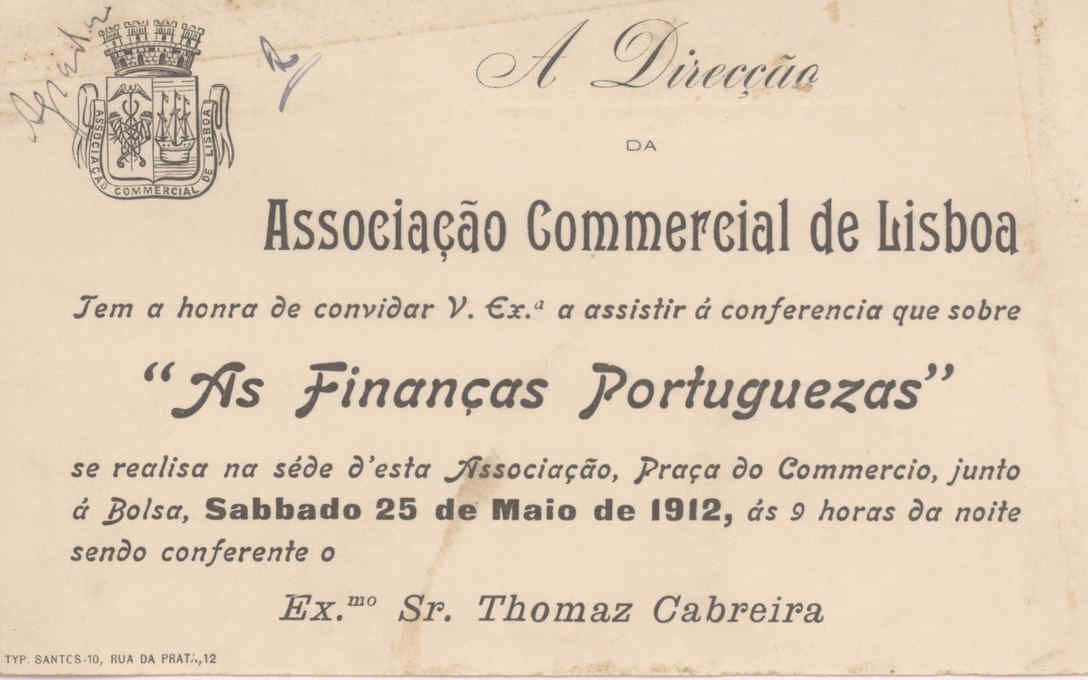 A Direcção
DA
ASSOCIAÇÃO COMMERCIAL DE LISBOA
Associação Commercial de Lisboa
Tem a honra de convidar V. Ex.ª a assistir á conferencia que sobre
“As Finanças Portuguezas”
se realisa na séde d'esta Associação, Praça do Commercio, junto
á Bolsa, Sabbado 25 de Maio de 1912, ás 9 horas da noite
sendo conferente o
Ex.mo Sr. Thomaz Cabreira
TYP. SANTOS-10, RUA DA PRATA,12